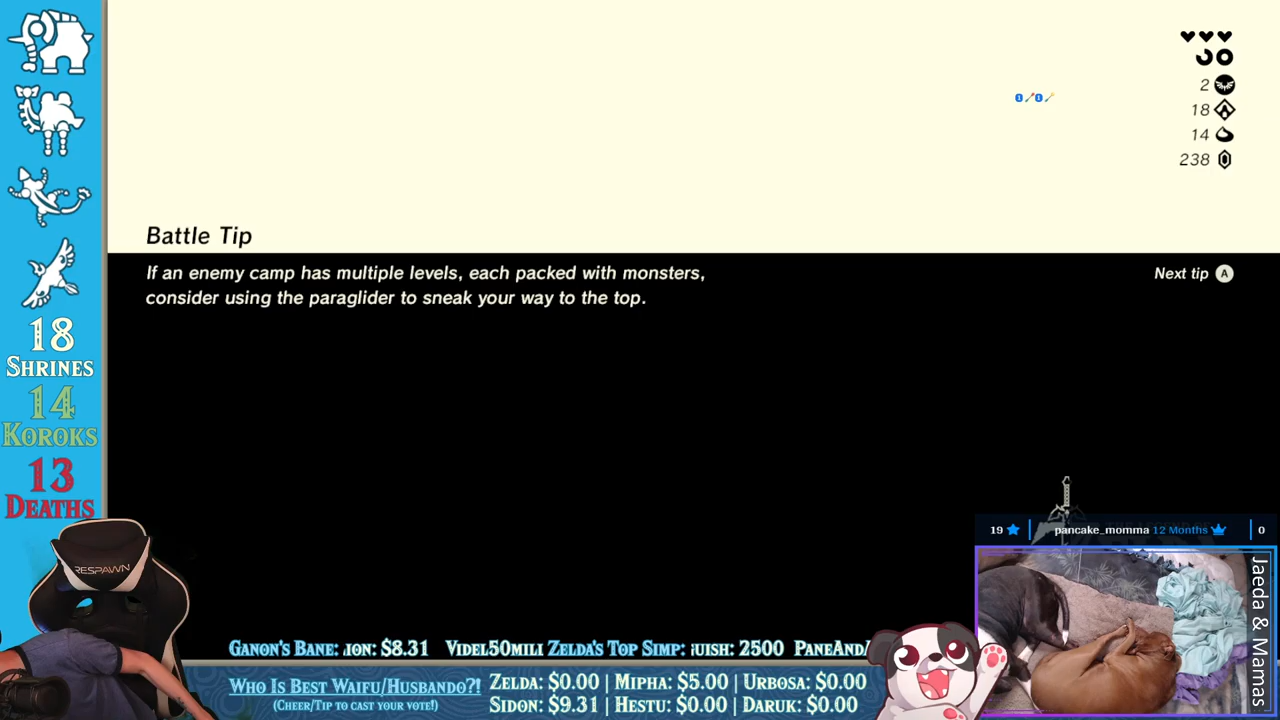 2
18
14
238
0 0
Battle Tip
If an enemy camp has multiple levels, each packed with monsters,
consider using the paraglider to sneak your way to the top.
Next tip A
18
SHRINES
14
KOROKS
13
DEATHS
RESPAWN
19 pancake_momma 12 Months 0
Jaeda & Mamas
GANON'S BANE: ION: $8.31 VIDEL50MILI ZELDA'S TOP SIMP: UISH: 2500 PANEAND
WHO IS BEST WAIFU/HUSBANDO?!
(CHEER/TIP TO CAST YOUR VOTE!)
ZELDA: $0.00 | MIPHA: $5.00 | URBOSA: $0.00
SIDON: $9.31 | HESTU: $0.00 | DARUK: $0.00